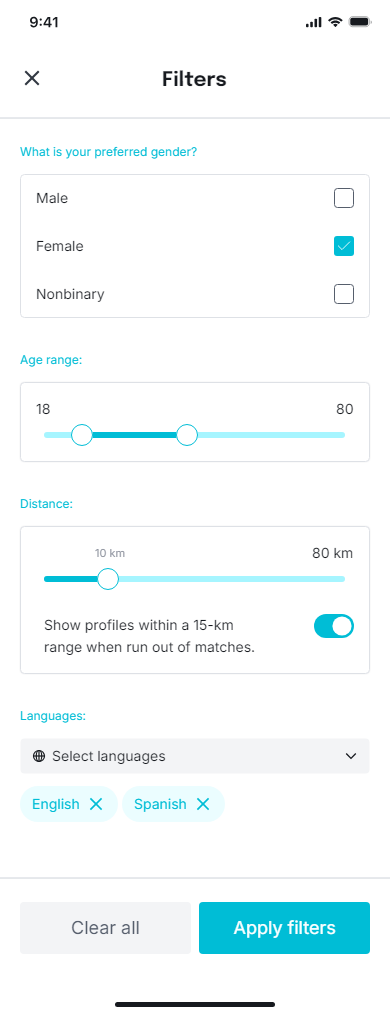 9:41
Filters
What is your preferred gender?
Male
Female
Nonbinary
Age range:
18 80
Distance:
10 km 80 km
Show profiles within a 15-km
range when run out of matches.
Languages:
Select languages
English Spanish
Clear all Apply filters